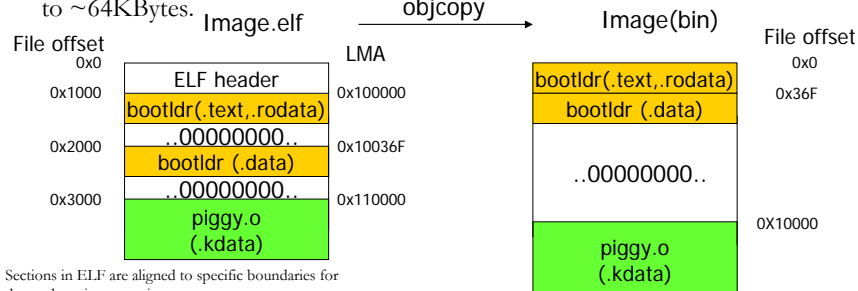 to ~64KBytes.
Image.elf
objcopy
Image(bin)
File offset
LMA
File offset
0x0
ELF header
0x1000
bootldr(.text,.rodata)
0x100000
..00000000..
0x2000
0x10036F
bootldr (.data)
..00000000..
0x3000
0x110000
piggy.o
(.kdata)
0x0
bootldr(.text,.rodata)
0x36F
bootldr (.data)
..00000000..
0X10000
piggy.o
(.kdata)
Sections in ELF are aligned to specific boundaries for